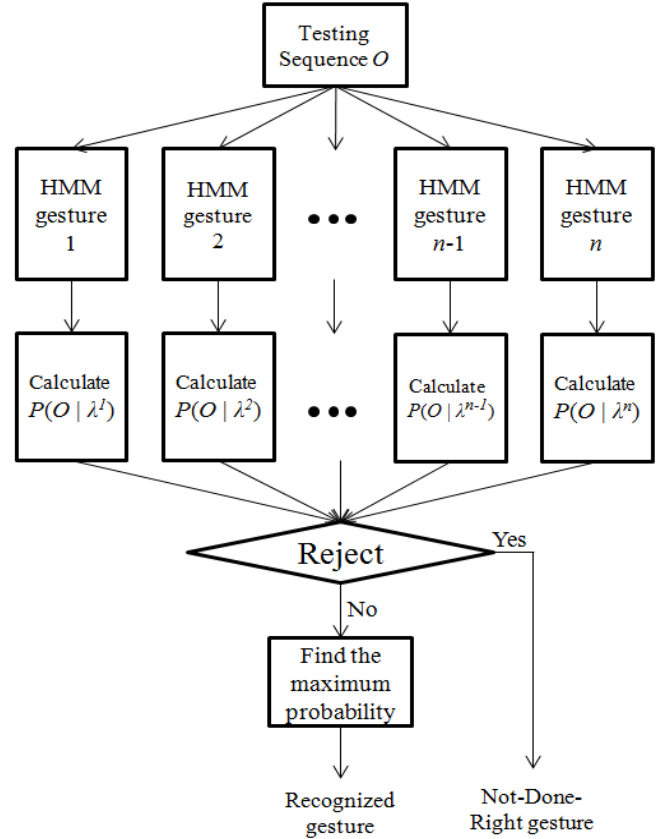 Testing
Sequence O
HMM
gesture
1
HMM
gesture
2
HMM
gesture
n-1
HMM
gesture
n
Calculate
P(O | λ¹)
Calculate
P(O | λ²)
Calculate
P(O | λⁿ⁻¹)
Calculate
P(O | λⁿ)
Reject
Yes
No
Find the
maximum
probability
Recognized
gesture
Not-Done-
Right gesture